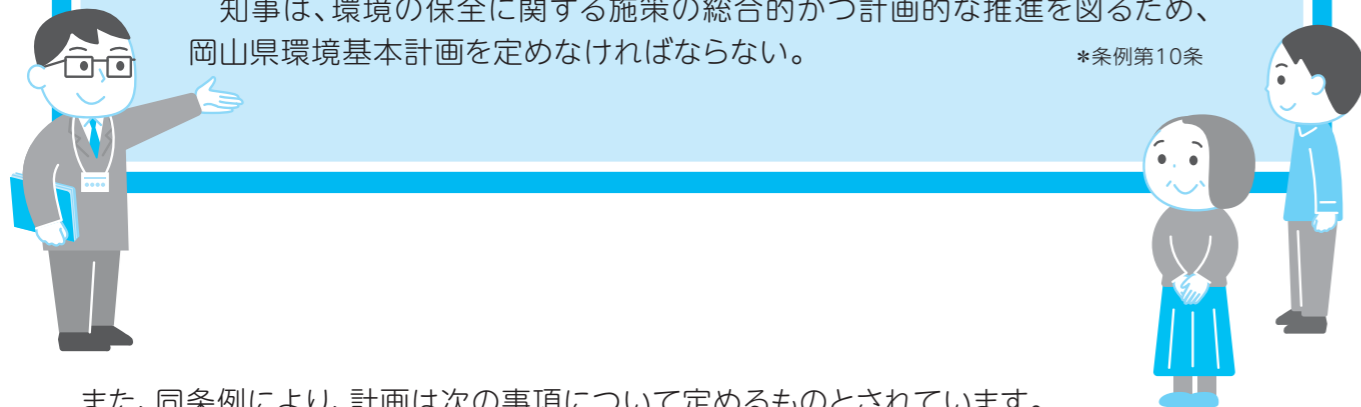 知事は、環境の保全に関する施策の総合的かつ計画的な推進を図るため、
岡山県環境基本計画を定めなければならない。 *条例第10条
また、同条例により、計画は次の事項について定めるものとされています。